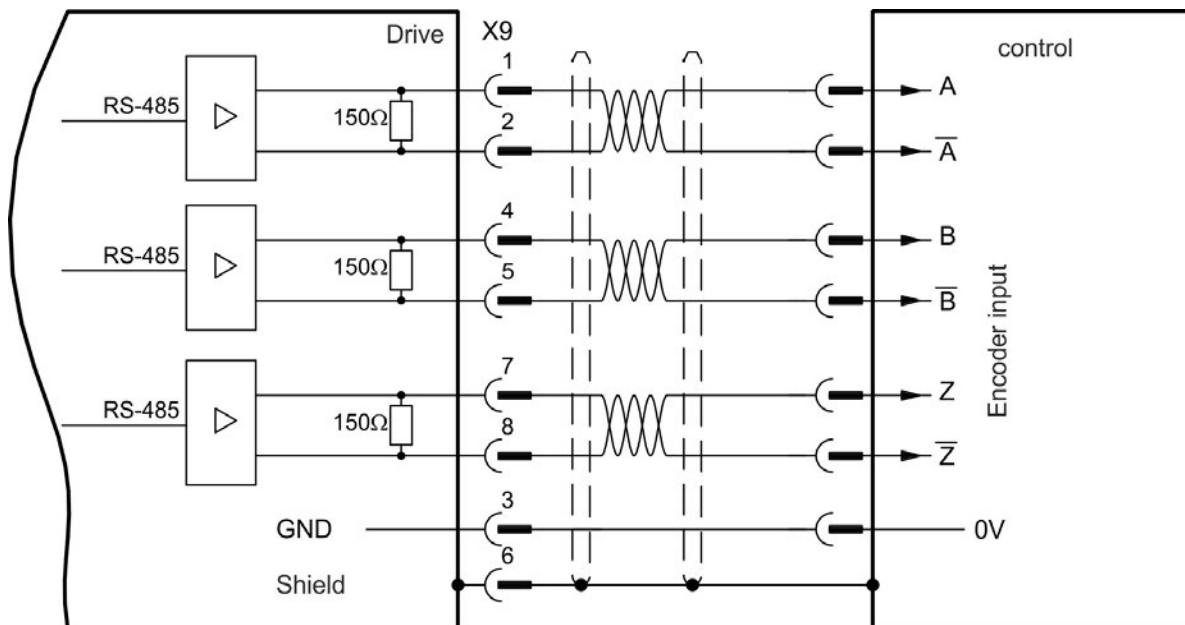 Drive X9 control
1
RS-485 150Ω A
2
A̅
4
RS-485 150Ω B
5
B̅
Encoder input
7
RS-485 150Ω Z
8
Z̅
3
GND 0V
6
Shield